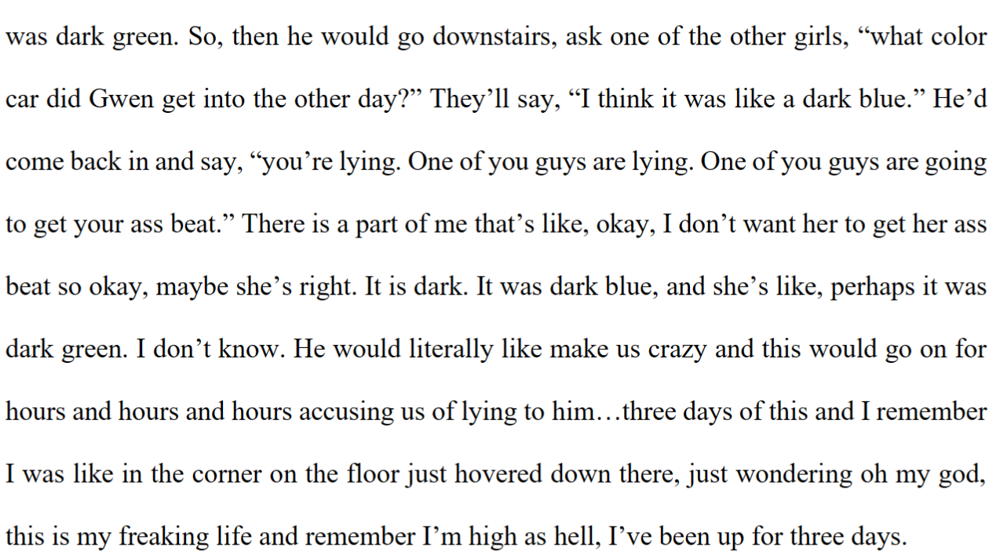 was dark green. So, then he would go downstairs, ask one of the other girls, “what color
car did Gwen get into the other day?” They’ll say, “I think it was like a dark blue.” He’d
come back in and say, “you’re lying. One of you guys are lying. One of you guys are going
to get your ass beat.” There is a part of me that’s like, okay, I don’t want her to get her ass
beat so okay, maybe she’s right. It is dark. It was dark blue, and she’s like, perhaps it was
dark green. I don’t know. He would literally like make us crazy and this would go on for
hours and hours and hours accusing us of lying to him…three days of this and I remember
I was like in the corner on the floor just hovered down there, just wondering oh my god,
this is my freaking life and remember I’m high as hell, I’ve been up for three days.